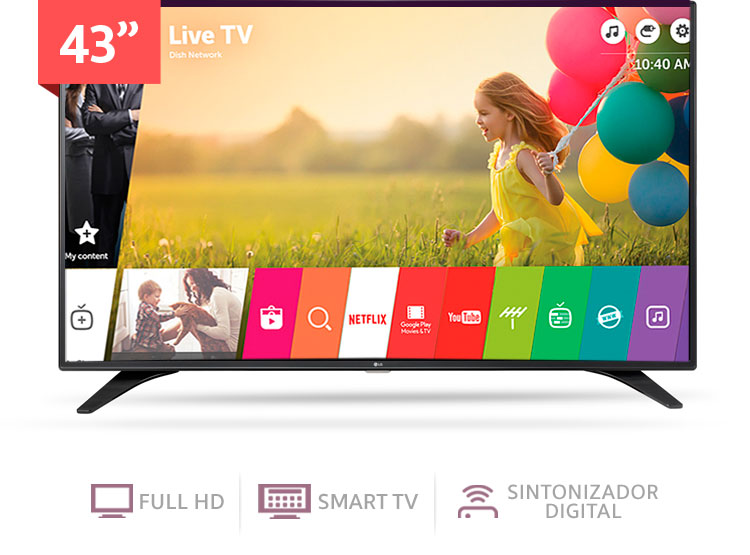 43”
Live TV
Dish Network
10:40 AM
My content
NETFLIX
Google Play
Movies & TV
YouTube
LG
FULL HD
SMART TV
SINTONIZADOR
DIGITAL